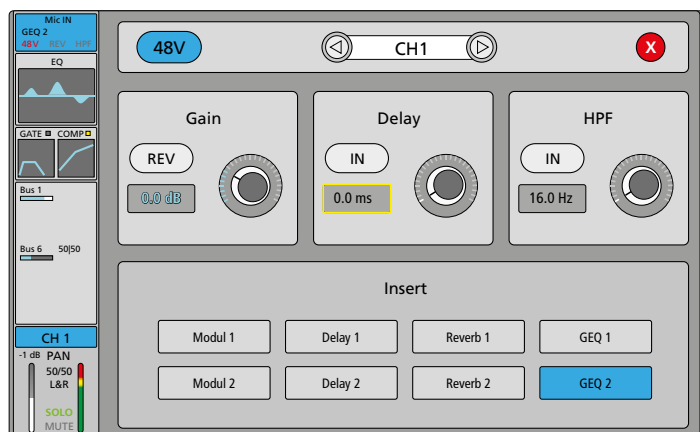 Mic IN
GEQ 2
48V REV HPF
EQ
GATE COMP
Bus 1
Bus 6 50|50
CH 1
-1 dB PAN
50/50
L&R
SOLO
MUTE
48V
CH1
X
Gain
REV
0.0 dB
Delay
IN
0.0 ms
HPF
IN
16.0 Hz
Insert
Modul 1 Delay 1 Reverb 1 GEQ 1
Modul 2 Delay 2 Reverb 2 GEQ 2